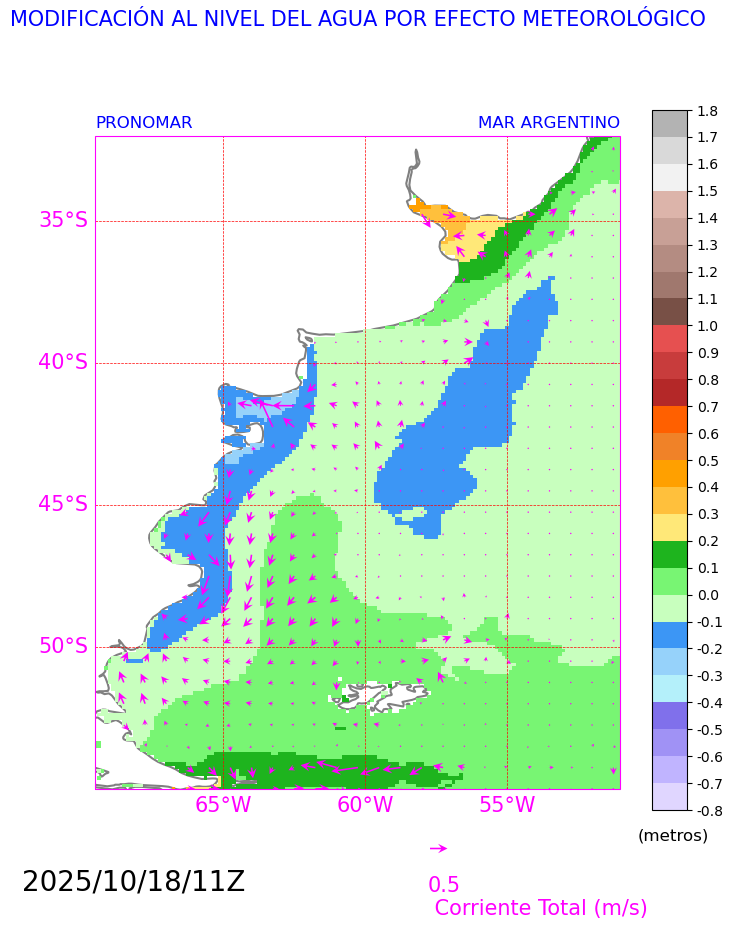 MODIFICACIÓN AL NIVEL DEL AGUA POR EFECTO METEOROLÓGICO
PRONOMAR MAR ARGENTINO
35°S
40°S
45°S
50°S
65°W 60°W 55°W
1.8
1.7
1.6
1.5
1.4
1.3
1.2
1.1
1.0
0.9
0.8
0.7
0.6
0.5
0.4
0.3
0.2
0.1
0.0
-0.1
-0.2
-0.3
-0.4
-0.5
-0.6
-0.7
-0.8
(metros)
2025/10/18/11Z
0.5
Corriente Total (m/s)